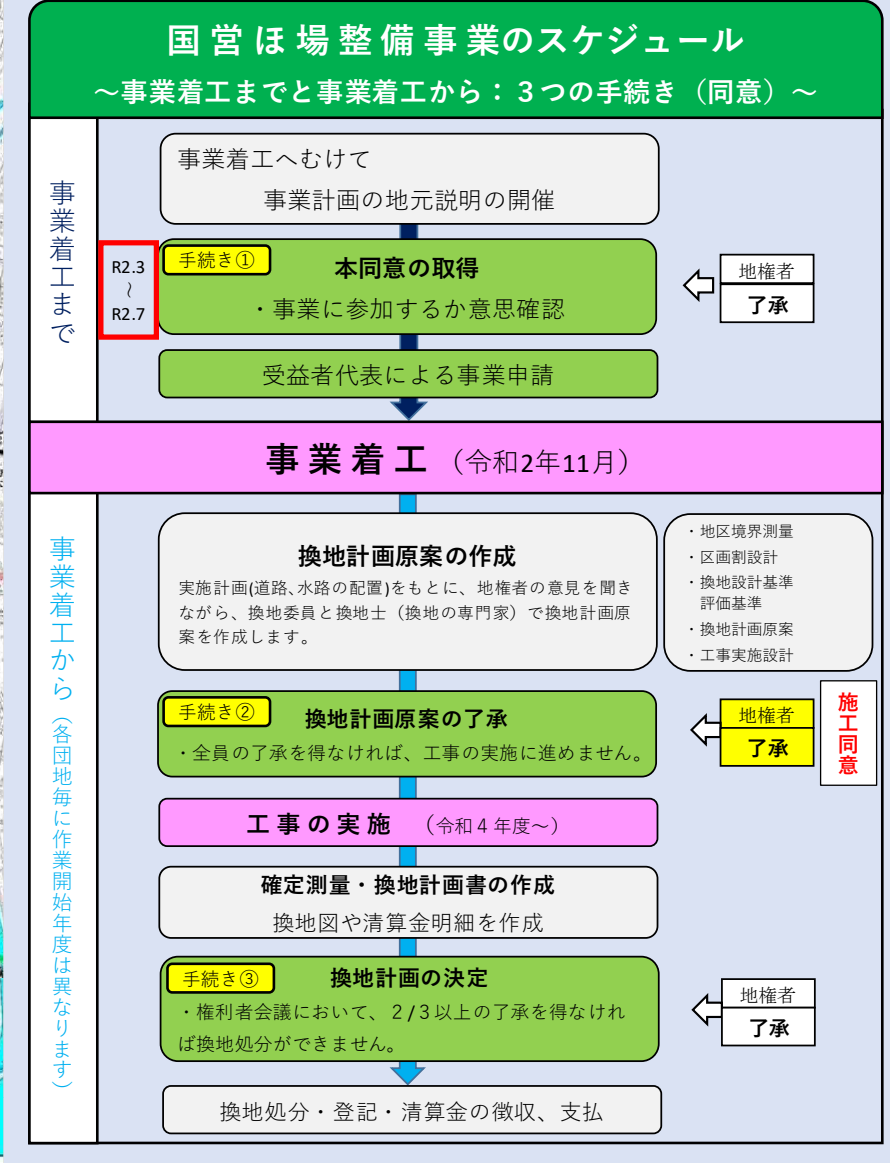 国営ほ場整備事業のスケジュール
～事業着工までと事業着工から：３つの手続き（同意）～
事業着工まで
事業着工へむけて
事業計画の地元説明の開催
R2.3
～
R2.7
手続き①
本同意の取得
・事業に参加するか意思確認
地権者
了承
受益者代表による事業申請
事業着工（令和2年11月）
事業着工から（各団地毎に作業開始年度は異なります）
換地計画原案の作成
実施計画(道路、水路の配置)をもとに、地権者の意見を聞き
ながら、換地委員と換地士（換地の専門家）で換地計画原
案を作成します。
・地区境界測量
・区画割設計
・換地設計基準
評価基準
・換地計画原案
・工事実施設計
手続き②
換地計画原案の了承
・全員の了承を得なければ、工事の実施に進めません。
地権者
了承
施工同意
工事の実施（令和４年度～）
確定測量・換地計画書の作成
換地図や清算金明細を作成
手続き③
換地計画の決定
・権利者会議において、２/３以上の了承を得なけれ
ば換地処分ができません。
地権者
了承
換地処分・登記・清算金の徴収、支払